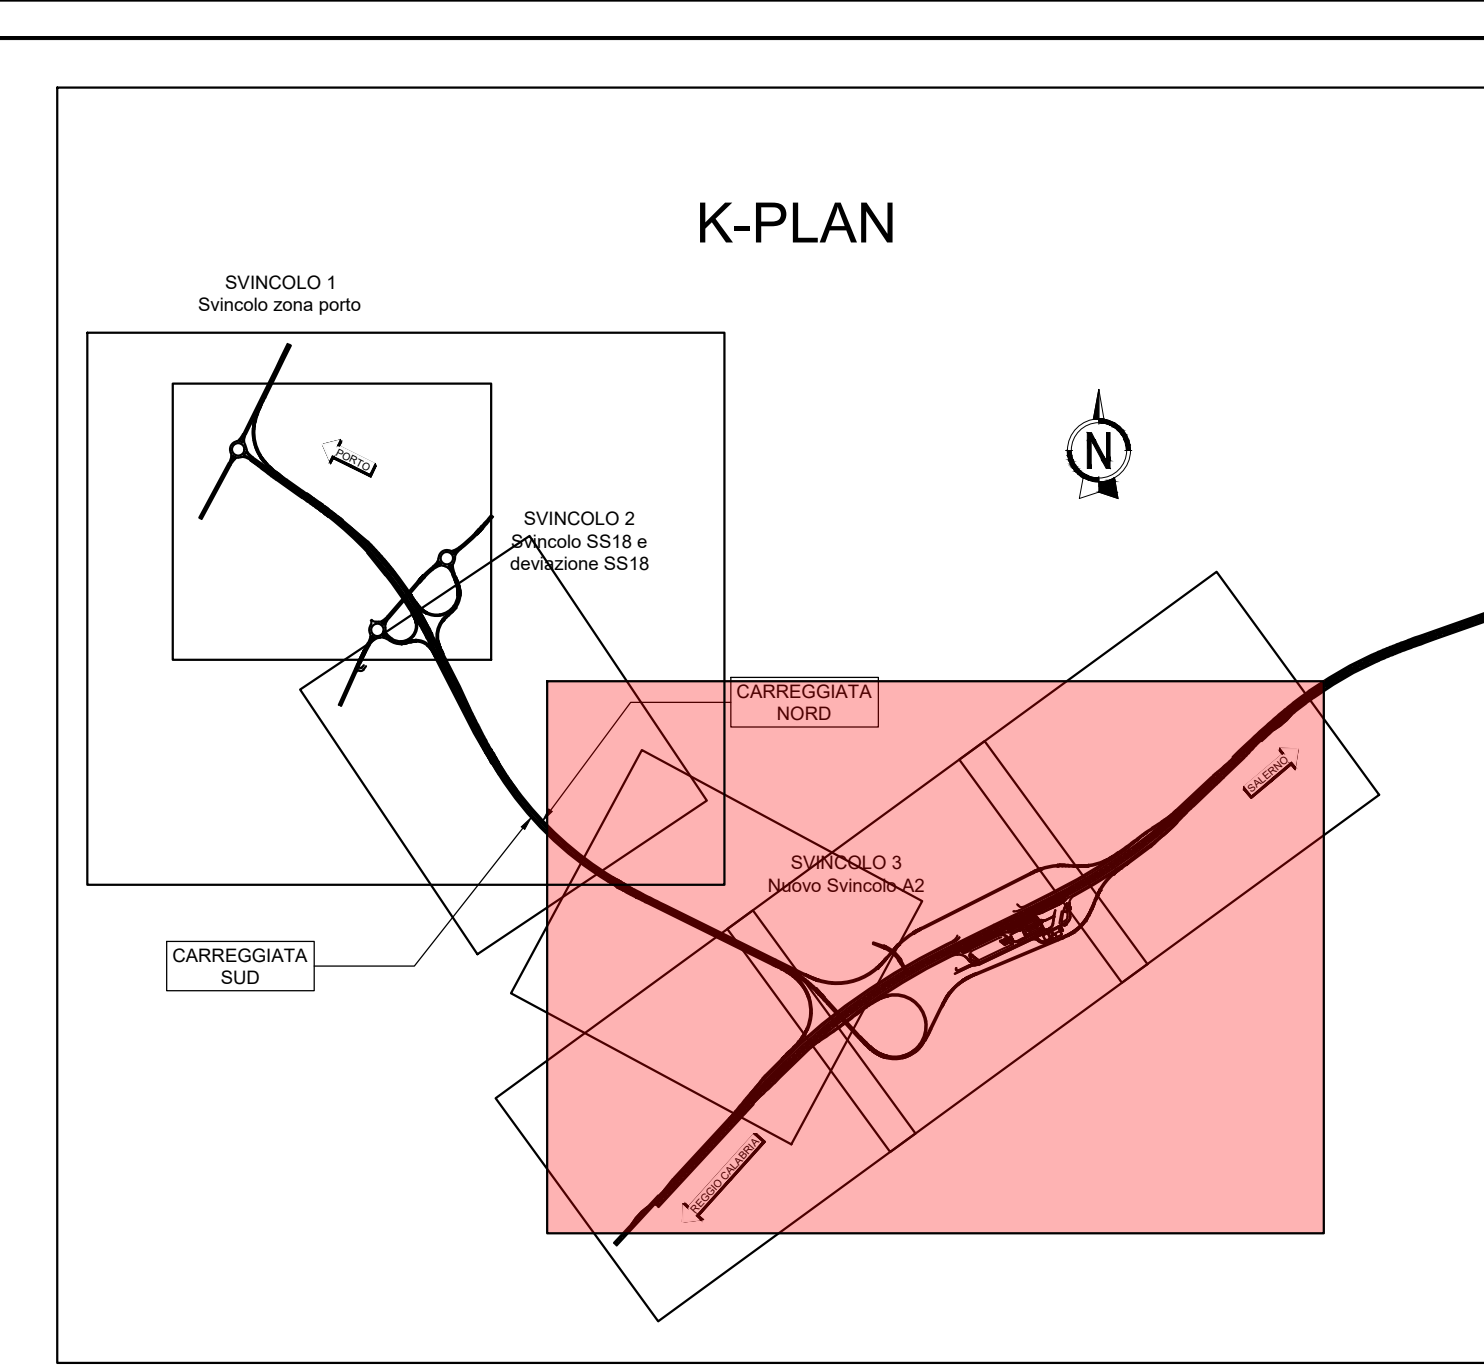 K-PLAN
SVINCOLO 1
Svincolo zona porto
PORTO
N
SVINCOLO 2
Svincolo SS18 e
deviazione SS18
CARREGGIATA
NORD
SALERNO
SVINCOLO 3
Nuovo Svincolo A2
CARREGGIATA
SUD
REGGIO CALABRIA